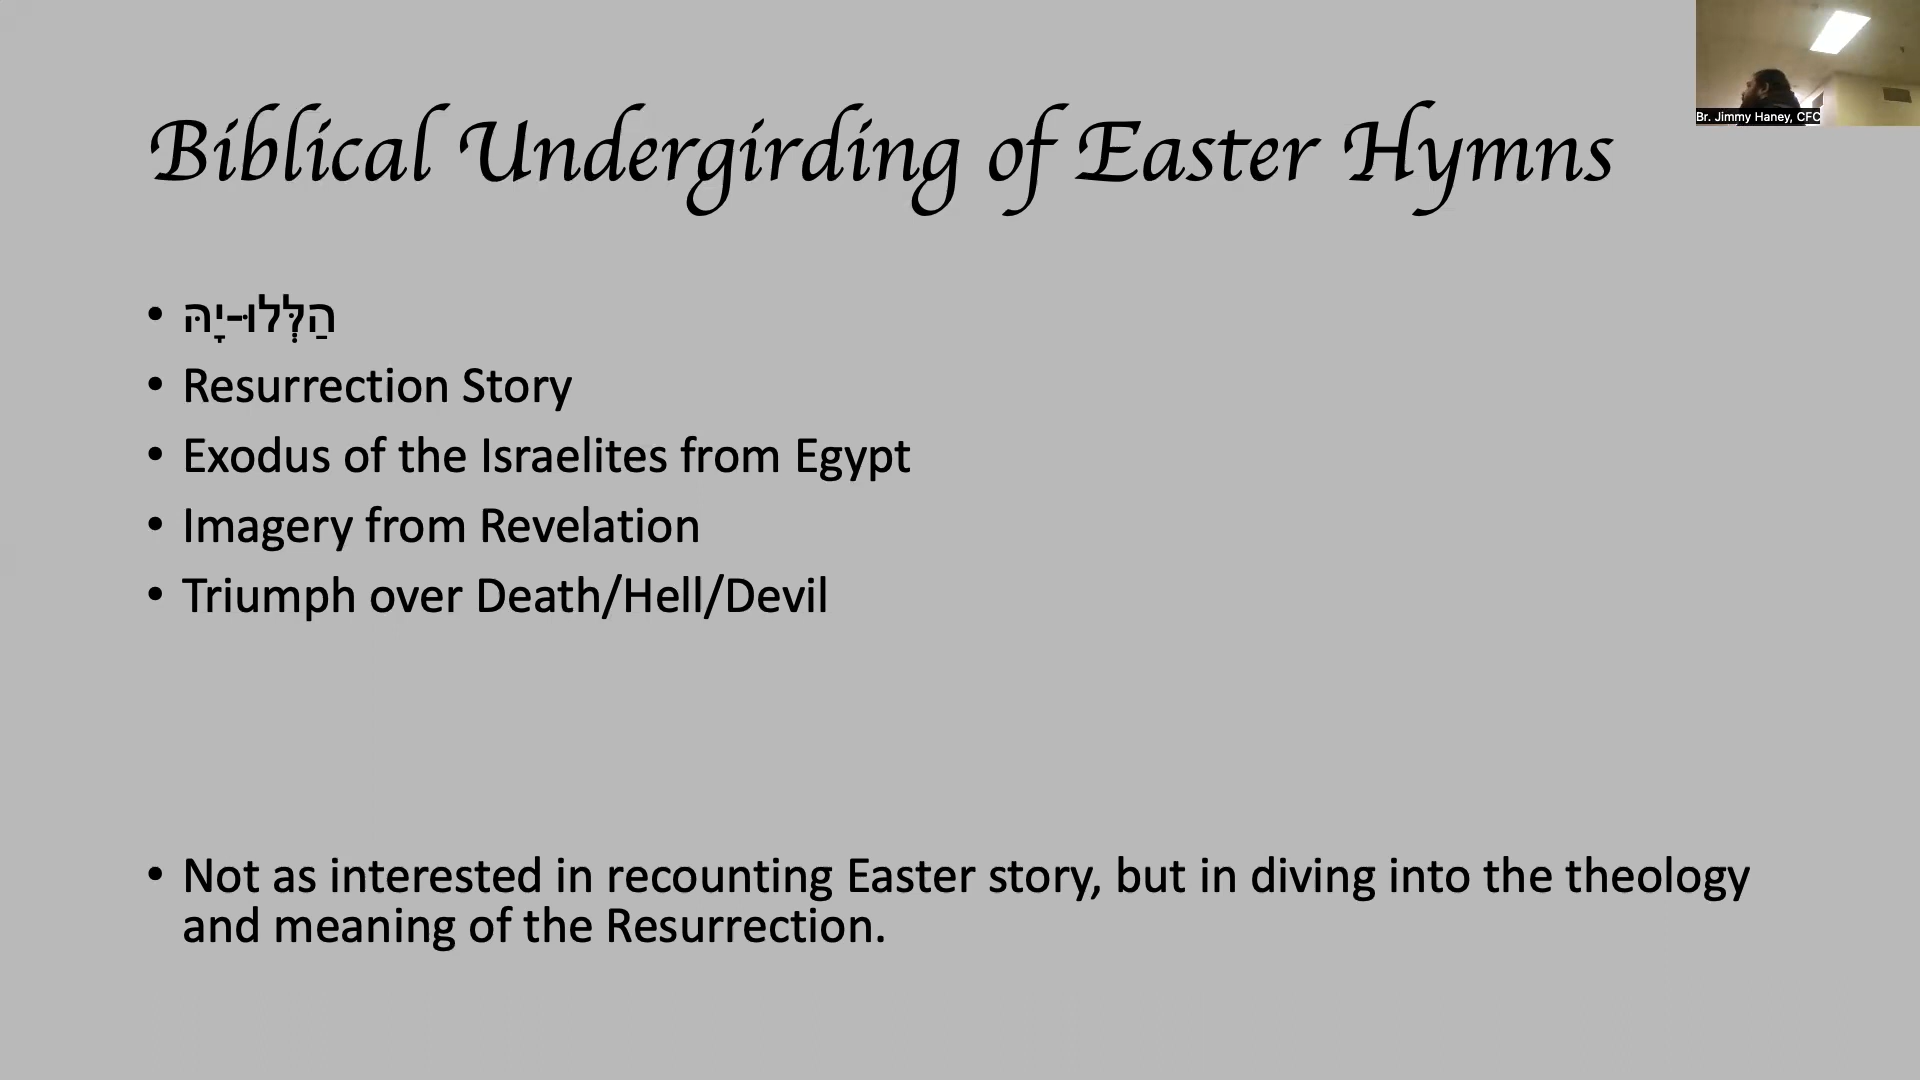 Biblical Undergirding of Easter Hymns
Br. Jimmy Haney, CFC
• הַלְּלוּ-יָהּ
• Resurrection Story
• Exodus of the Israelites from Egypt
• Imagery from Revelation
• Triumph over Death/Hell/Devil
• Not as interested in recounting Easter story, but in diving into the theology
and meaning of the Resurrection.